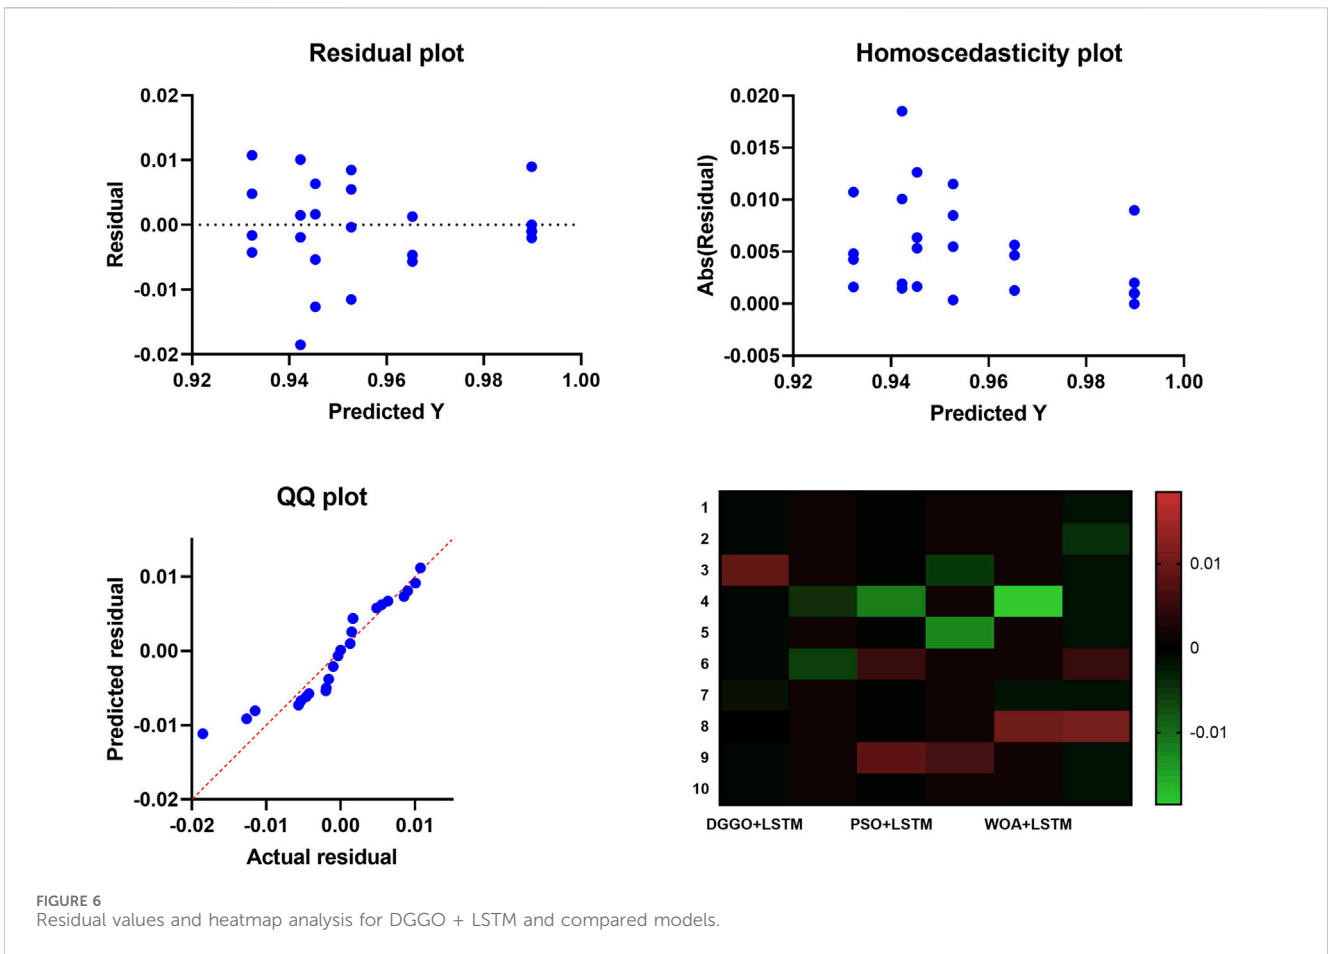 Residual plot
0.02
0.01
0.00
-0.01
-0.02
0.92 0.94 0.96 0.98 1.00
Residual
Predicted Y
Homoscedasticity plot
0.020
0.015
0.010
0.005
0.000
-0.005
0.92 0.94 0.96 0.98 1.00
Abs(Residual)
Predicted Y
QQ plot
0.01
0.00
-0.01
-0.02
-0.02 -0.01 0.00 0.01
Predicted residual
Actual residual
1
2
3
4
5
6
7
8
9
10
DGGO+LSTM PSO+LSTM WOA+LSTM
0.01
0
-0.01
FIGURE 6
Residual values and heatmap analysis for DGGO + LSTM and compared models.